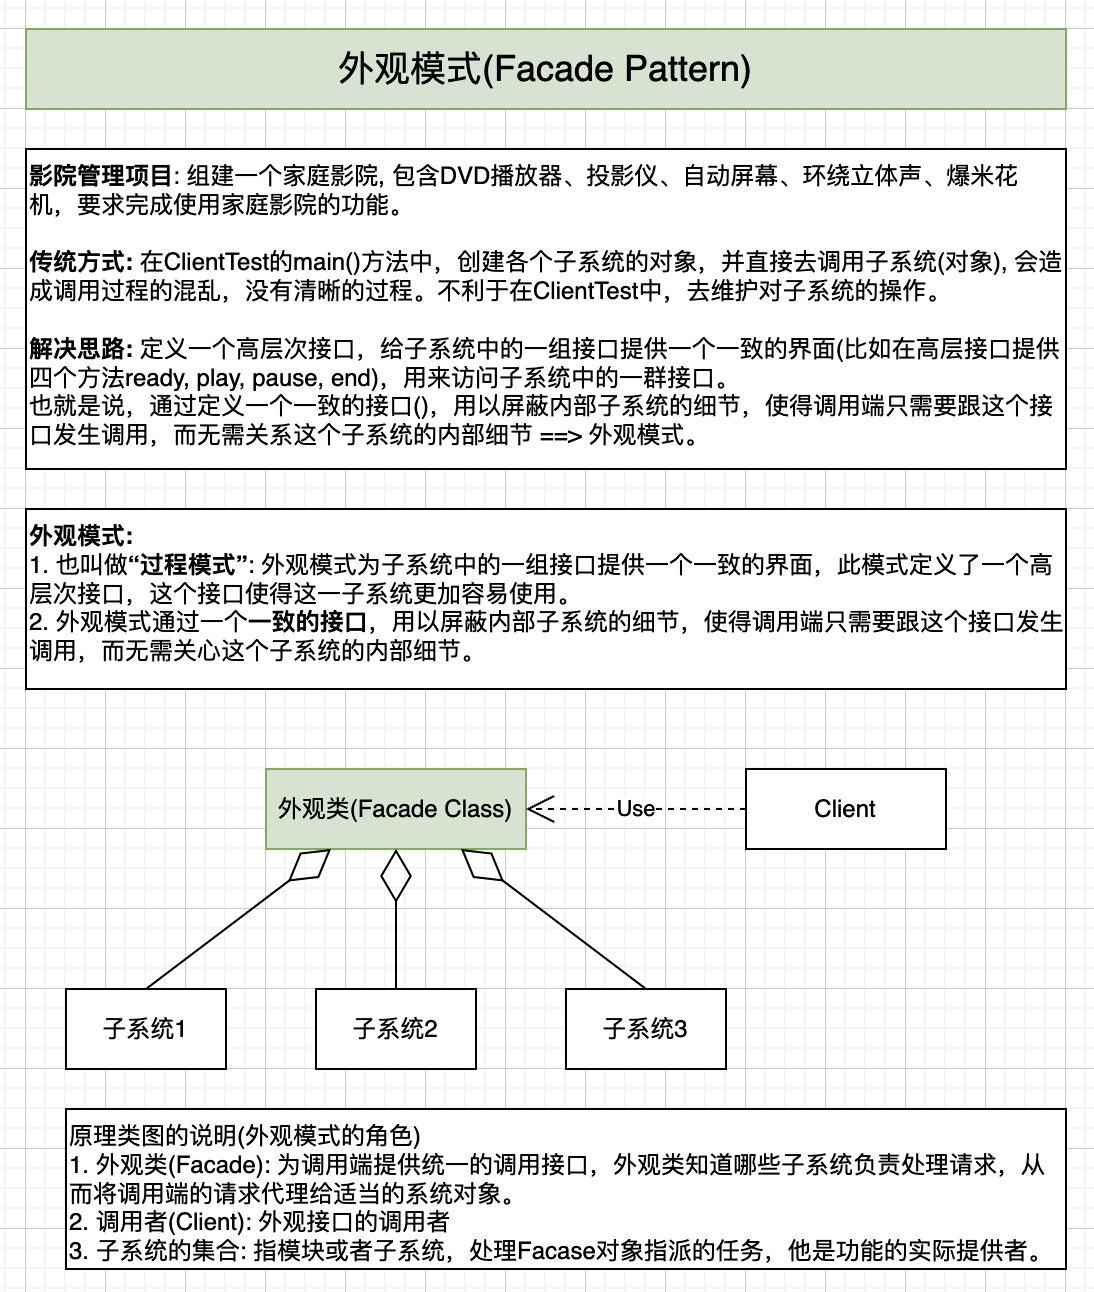 外观模式(Facade Pattern)
影院管理项目: 组建一个家庭影院, 包含DVD播放器、投影仪、自动屏幕、环绕立体声、爆米花
机，要求完成使用家庭影院的功能。
传统方式: 在ClientTest的main()方法中，创建各个子系统的对象，并直接去调用子系统(对象), 会造
成调用过程的混乱，没有清晰的过程。不利于在ClientTest中，去维护对子系统的操作。
解决思路: 定义一个高层次接口，给子系统中的一组接口提供一个一致的界面(比如在高层接口提供
四个方法ready, play, pause, end)，用来访问子系统中的一群接口。
也就是说，通过定义一个一致的接口()，用以屏蔽内部子系统的细节，使得调用端只需要跟这个接
口发生调用，而无需关系这个子系统的内部细节 ==> 外观模式。
外观模式:
1. 也叫做“过程模式”: 外观模式为子系统中的一组接口提供一个一致的界面，此模式定义了一个高
层次接口，这个接口使得这一子系统更加容易使用。
2. 外观模式通过一个一致的接口，用以屏蔽内部子系统的细节，使得调用端只需要跟这个接口发生
调用，而无需关心这个子系统的内部细节。
外观类(Facade Class)
Use
Client
子系统1
子系统2
子系统3
原理类图的说明(外观模式的角色)
1. 外观类(Facade): 为调用端提供统一的调用接口，外观类知道哪些子系统负责处理请求，从
而将调用端的请求代理给适当的系统对象。
2. 调用者(Client): 外观接口的调用者
3. 子系统的集合: 指模块或者子系统，处理Facase对象指派的任务，他是功能的实际提供者。